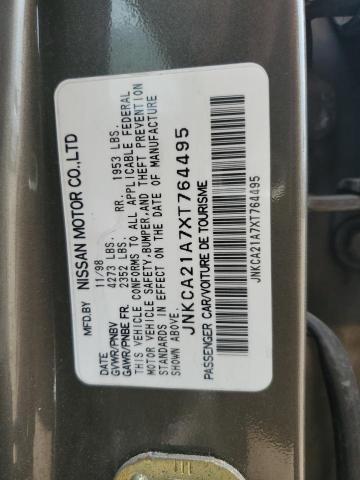 MFD.BY NISSAN MOTOR CO.,LTD
DATE 11/98
GVWR/PNBV 4273 LBS.
GAWR/PNBE FR. 2352 LBS. RR. 1953 LBS.
THIS VEHICLE CONFORMS TO ALL APPLICABLE FEDERAL
MOTOR VEHICLE SAFETY,BUMPER,AND THEFT PREVENTION
STANDARDS IN EFFECT ON THE DATE OF MANUFACTURE
SHOWN ABOVE.
JNKCA21A7XT764495
PASSENGER CAR/VOITURE DE TOURISME
JNKCA21A7XT764495